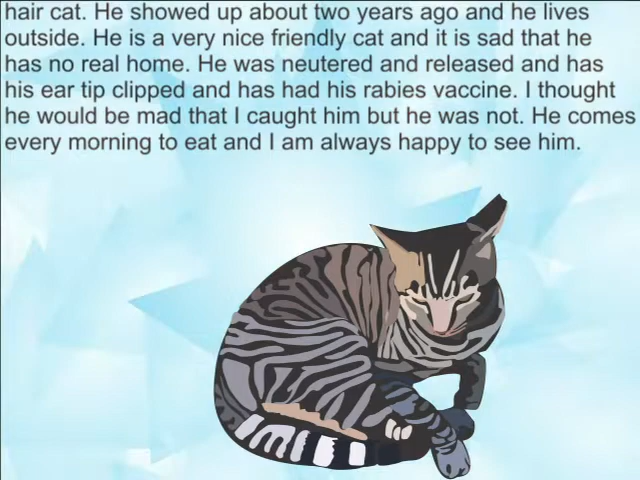 hair cat. He showed up about two years ago and he lives
outside. He is a very nice friendly cat and it is sad that he
has no real home. He was neutered and released and has
his ear tip clipped and has had his rabies vaccine. I thought
he would be mad that I caught him but he was not. He comes
every morning to eat and I am always happy to see him.